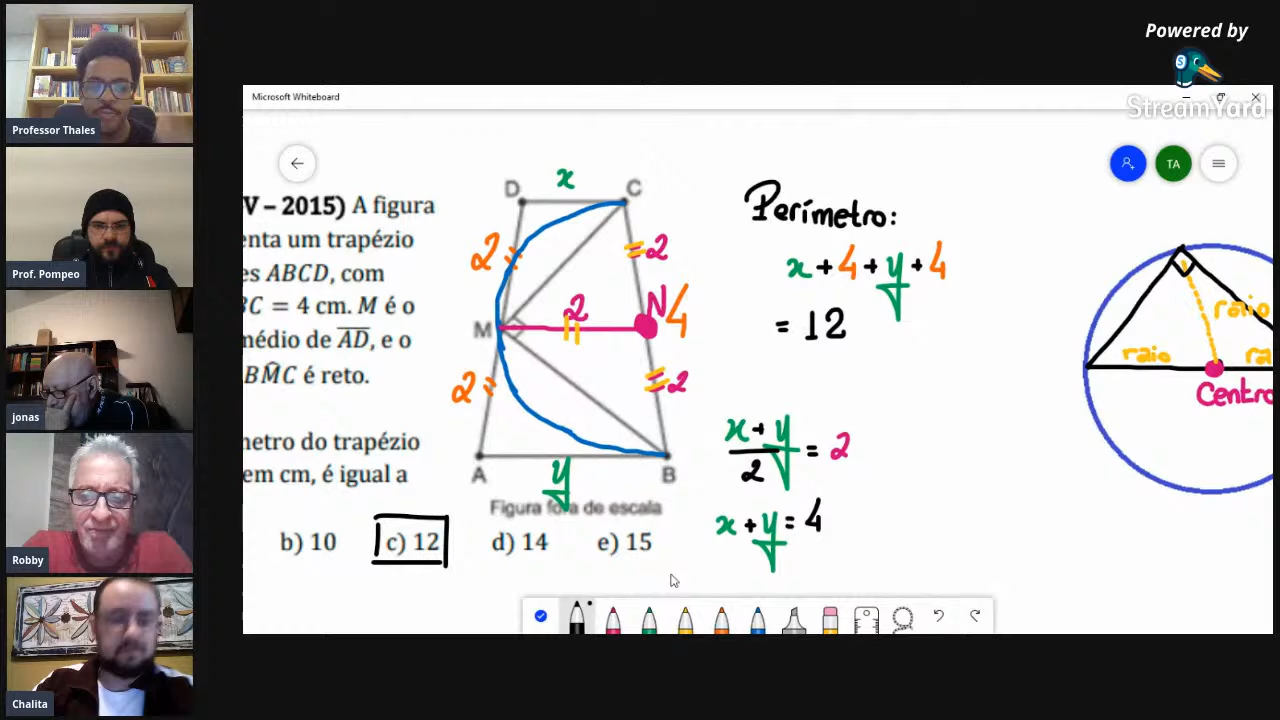 Powered by
StreamYard
Professor Thales
Prof. Pompeo
jonas
Robby
Chalita
Microsoft Whiteboard
TA
V – 2015) A figura
enta um trapézio
es ABCD, com
BC = 4 cm. M é o
médio de AD, e o
BMC é reto.
metro do trapézio
em cm, é igual a
b) 10
c) 12
d) 14
e) 15
x
D
C
2
2
2
N
4
M
2
2
A
y
B
Figura fora de escala
Perímetro:
x + 4 + y + 4
= 12
x + y
2
= 2
x + y = 4
raio
raio
ra
Centro